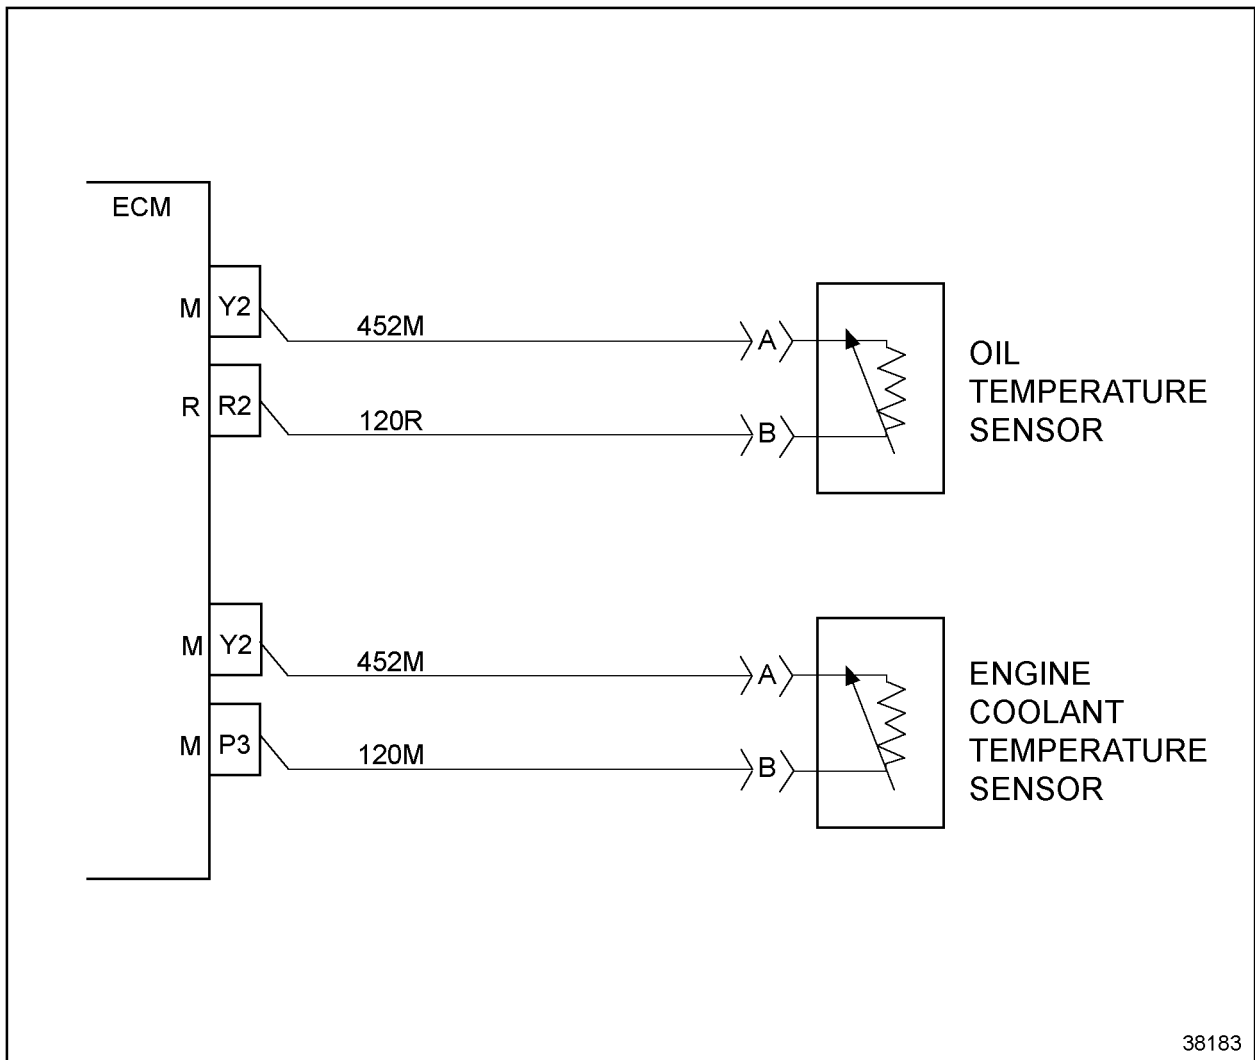 ECM
M Y2
452M
A
R R2
120R
B
OIL
TEMPERATURE
SENSOR
M Y2
452M
A
M P3
120M
B
ENGINE
COOLANT
TEMPERATURE
SENSOR
38183